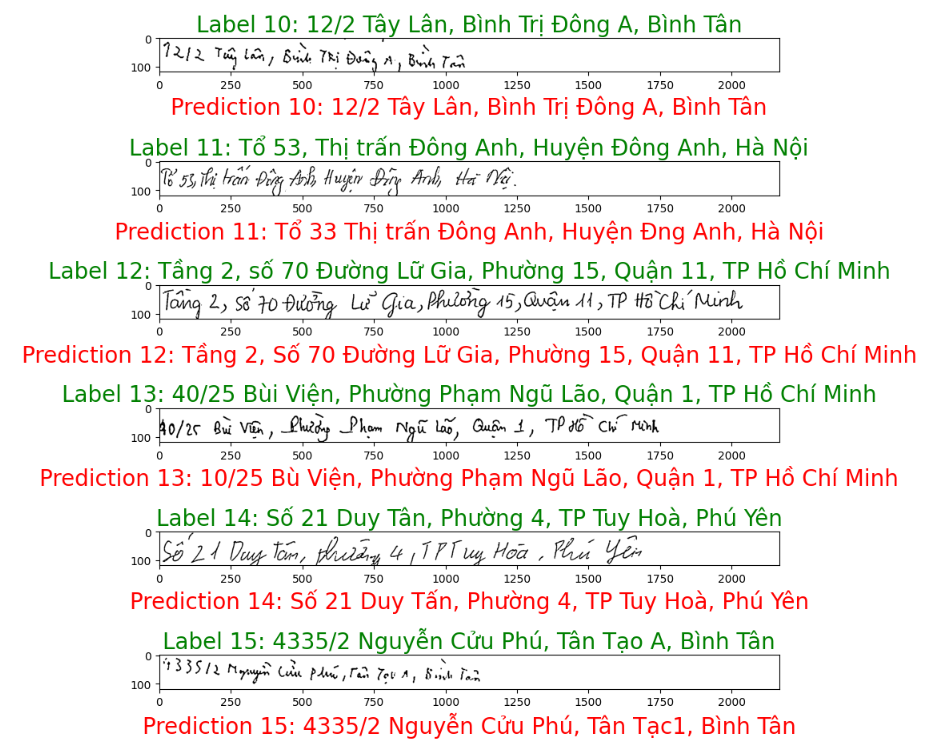 Label 10: 12/2 Tây Lân, Bình Trị Đông A, Bình Tân
0
12/2 Tây Lân, Bình Trị Đông A, Bình Tân
100
0 250 500 750 1000 1250 1500 1750 2000
Prediction 10: 12/2 Tây Lân, Bình Trị Đông A, Bình Tân
Label 11: Tổ 53, Thị trấn Đông Anh, Huyện Đông Anh, Hà Nội
0
Tổ 53, Thị trấn Đông Anh, Huyện Đông Anh, Hà Nội.
100
0 250 500 750 1000 1250 1500 1750 2000
Prediction 11: Tổ 33 Thị trấn Đông Anh, Huyện Đng Anh, Hà Nội
Label 12: Tầng 2, số 70 Đường Lữ Gia, Phường 15, Quận 11, TP Hồ Chí Minh
0
Tầng 2, số 70 Đường Lữ Gia, Phường 15, Quận 11, TP Hồ Chí Minh
100
0 250 500 750 1000 1250 1500 1750 2000
Prediction 12: Tầng 2, Số 70 Đường Lữ Gia, Phường 15, Quận 11, TP Hồ Chí Minh
Label 13: 40/25 Bùi Viện, Phường Phạm Ngũ Lão, Quận 1, TP Hồ Chí Minh
0
40/25 Bùi Viện, Phường Phạm Ngũ Lão, Quận 1, TP Hồ Chí Minh
100
0 250 500 750 1000 1250 1500 1750 2000
Prediction 13: 10/25 Bù Viện, Phường Phạm Ngũ Lão, Quận 1, TP Hồ Chí Minh
Label 14: Số 21 Duy Tân, Phường 4, TP Tuy Hoà, Phú Yên
0
Số 21 Duy Tân, Phường 4, TP Tuy Hoà, Phú Yên
100
0 250 500 750 1000 1250 1500 1750 2000
Prediction 14: Số 21 Duy Tấn, Phường 4, TP Tuy Hoà, Phú Yên
Label 15: 4335/2 Nguyễn Cửu Phú, Tân Tạo A, Bình Tân
0
4335/2 Nguyễn Cửu Phú, Tân Tạo A, Bình Tân
100
0 250 500 750 1000 1250 1500 1750 2000
Prediction 15: 4335/2 Nguyễn Cửu Phú, Tân Tạc1, Bình Tân